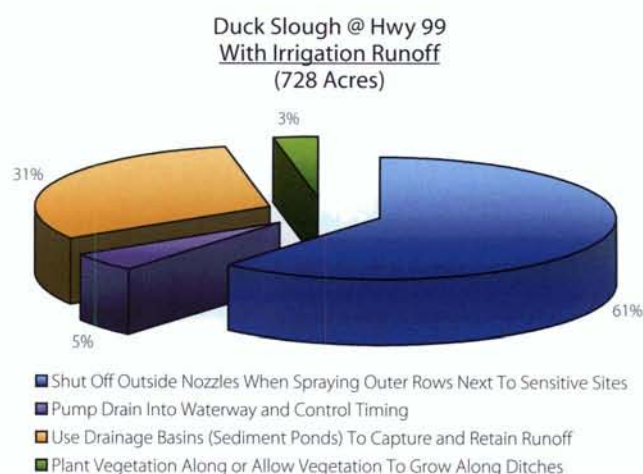 Duck Slough @ Hwy 99
With Irrigation Runoff
(728 Acres)
3%
31%
61%
5%
Shut Off Outside Nozzles When Spraying Outer Rows Next To Sensitive Sites
Pump Drain Into Waterway and Control Timing
Use Drainage Basins (Sediment Ponds) To Capture and Retain Runoff
Plant Vegetation Along or Allow Vegetation To Grow Along Ditches